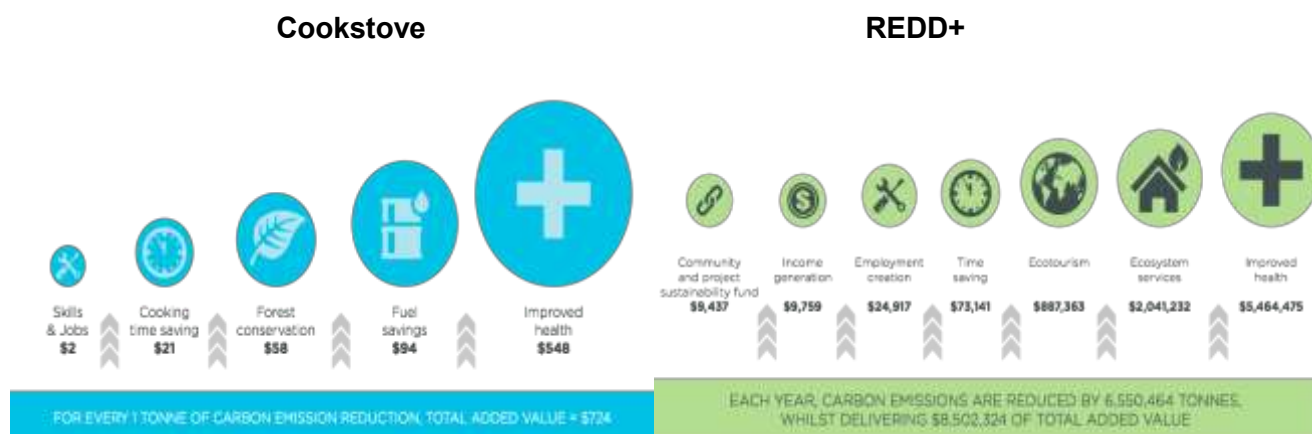 Cookstove
REDD+
Skills
& Jobs
$2
Cooking
time saving
$21
Forest
conservation
$58
Fuel
savings
$94
Improved
health
$548
FOR EVERY 1 TONNE OF CARBON EMISSION REDUCTION, TOTAL ADDED VALUE = $724
Community
and project
sustainability fund
$9,437
Income
generation
$9,759
Employment
creation
$24,917
Time
saving
$73,141
Ecotourism
$887,363
Ecosystem
services
$2,041,232
Improved
health
$5,464,475
EACH YEAR, CARBON EMISSIONS ARE REDUCED BY 6,550,464 TONNES,
WHILST DELIVERING $8,502,324 OF TOTAL ADDED VALUE